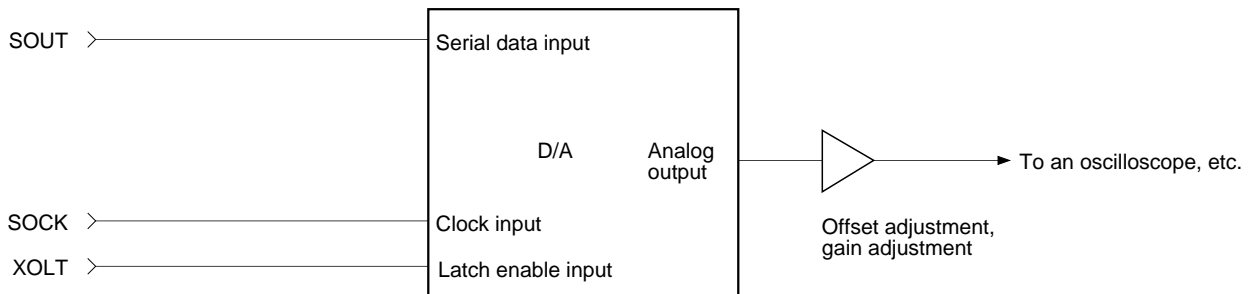 SOUT
Serial data input
D/A
Analog
output
To an oscilloscope, etc.
SOCK
Clock input
Offset adjustment,
gain adjustment
XOLT
Latch enable input